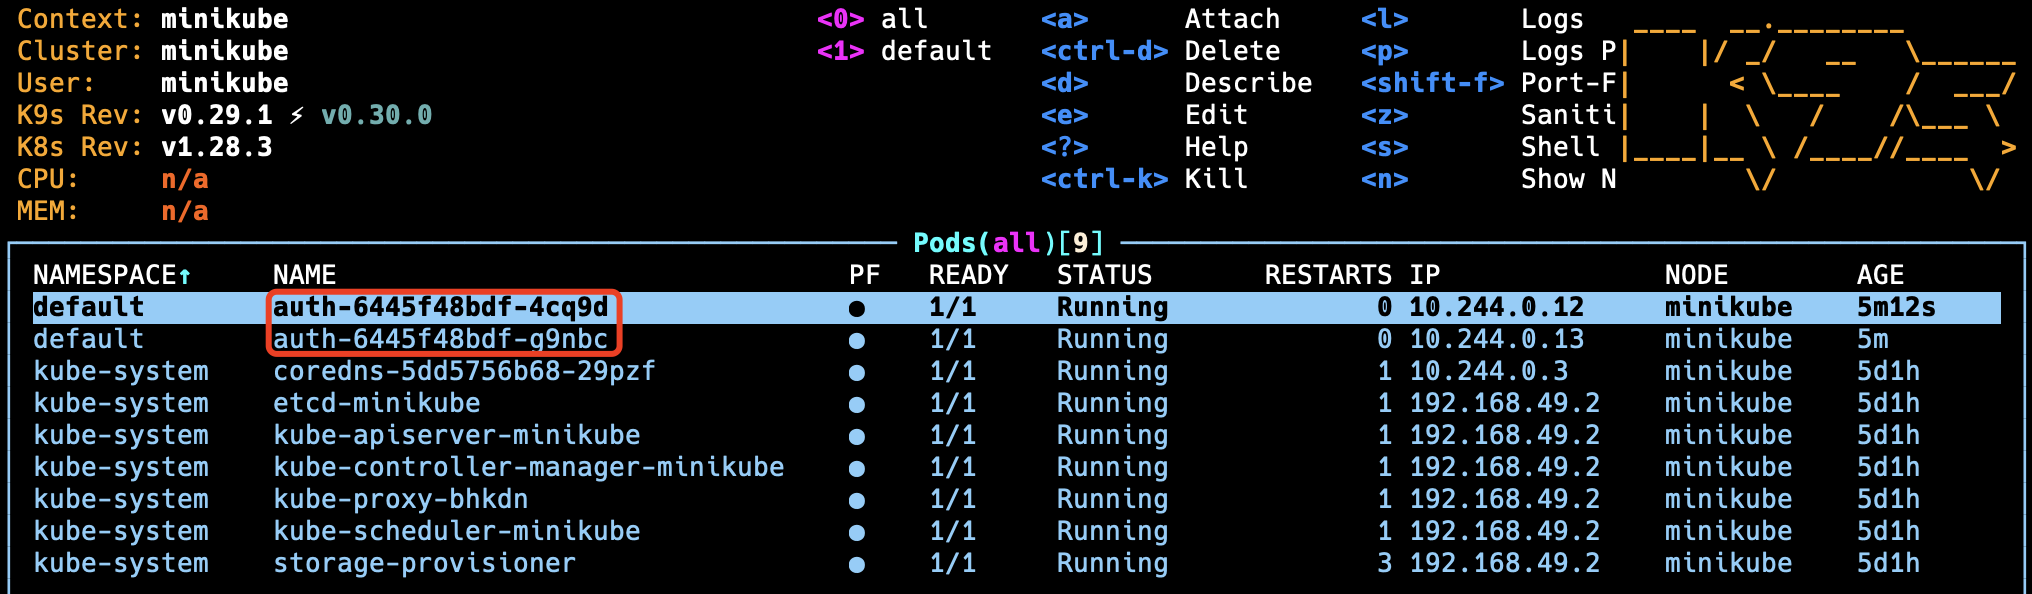 Context: minikube <0> all <a> Attach <l> Logs
Cluster: minikube <1> default <ctrl-d> Delete <p> Logs P
User: minikube <d> Describe <shift-f> Port-F
K9s Rev: v0.29.1 ⚡ v0.30.0 <e> Edit <z> Saniti
K8s Rev: v1.28.3 <?> Help <s> Shell
CPU: n/a <ctrl-k> Kill <n> Show N
MEM: n/a
Pods(all)[9]
NAMESPACE↑ NAME PF READY STATUS RESTARTS IP NODE AGE
default auth-6445f48bdf-4cq9d ● 1/1 Running 0 10.244.0.12 minikube 5m12s
default auth-6445f48bdf-g9nbc ● 1/1 Running 0 10.244.0.13 minikube 5m
kube-system coredns-5dd5756b68-29pzf ● 1/1 Running 1 10.244.0.3 minikube 5d1h
kube-system etcd-minikube ● 1/1 Running 1 192.168.49.2 minikube 5d1h
kube-system kube-apiserver-minikube ● 1/1 Running 1 192.168.49.2 minikube 5d1h
kube-system kube-controller-manager-minikube ● 1/1 Running 1 192.168.49.2 minikube 5d1h
kube-system kube-proxy-bhkdn ● 1/1 Running 1 192.168.49.2 minikube 5d1h
kube-system kube-scheduler-minikube ● 1/1 Running 1 192.168.49.2 minikube 5d1h
kube-system storage-provisioner ● 1/1 Running 3 192.168.49.2 minikube 5d1h